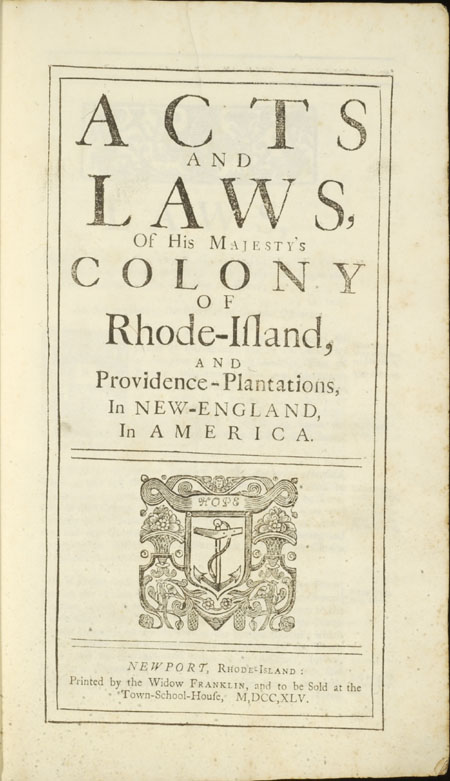 ACTS
AND
LAWS,
Of His MAJESTY's
COLONY
OF
Rhode-Iſland,
AND
Providence-Plantations,
In NEW-ENGLAND,
In AMERICA.
HOPE
NEWPORT, RHODE-ISLAND:
Printed by the Widow FRANKLIN, and to be Sold at the
Town-School-Houſe, M,DCC,XLV.